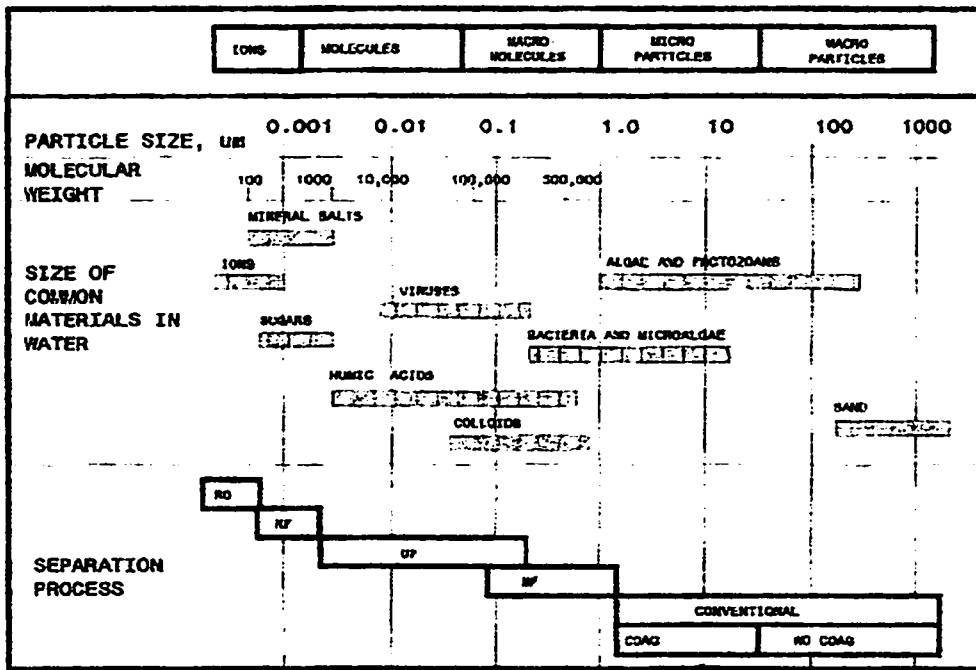 IONS MOLECULES MACRO MOLECULES MICRO PARTICLES MACRO PARTICLES
PARTICLE SIZE, um 0.001 0.01 0.1 1.0 10 100 1000
MOLECULAR WEIGHT 100 1000 10,000 100,000 500,000
MINERAL SALTS
IONS ALGAE AND PROTOZOANS
SIZE OF COMMON MATERIALS IN WATER
VIRUSES
SUGARS
BACTERIA AND MICROALGAE
HUMIC ACIDS
COLLOIDS
SAND
RO
NF
UF
MF
SEPARATION PROCESS
CONVENTIONAL
COAG NO COAG